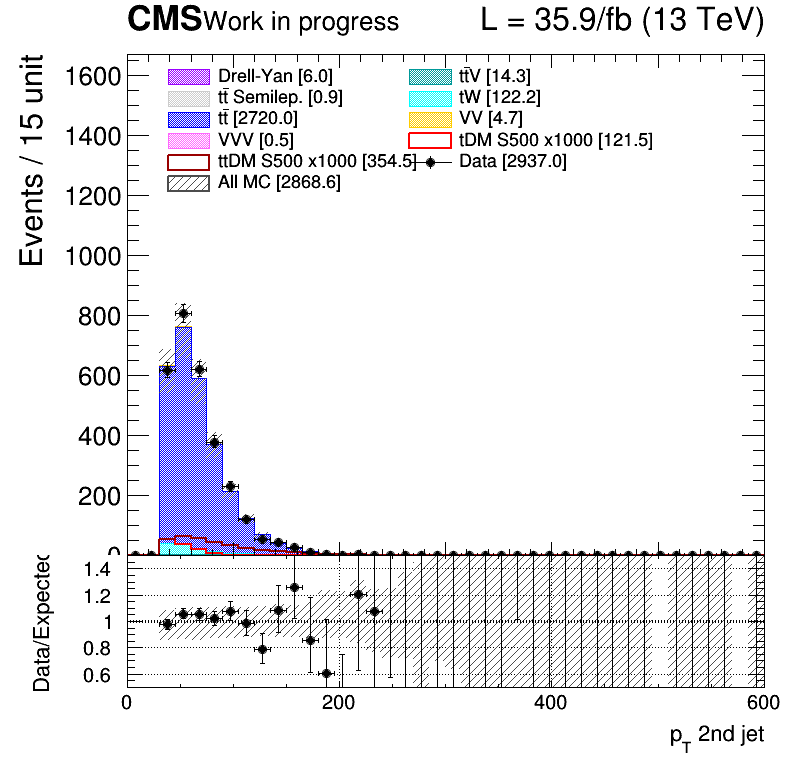 CMS Work in progress L = 35.9/fb (13 TeV)
Events / 15 unit
1600
1400
1200
1000
800
600
400
200
0
Drell-Yan [6.0]
tt̄ Semilep. [0.9]
tt̄ [2720.0]
VVV [0.5]
ttDM S500 x1000 [354.5]
All MC [2868.6]
tt̄V [14.3]
tW [122.2]
VV [4.7]
tDM S500 x1000 [121.5]
Data [2937.0]
Data/Expected
1.4
1.2
1
0.8
0.6
0 200 400 600
pT 2nd jet